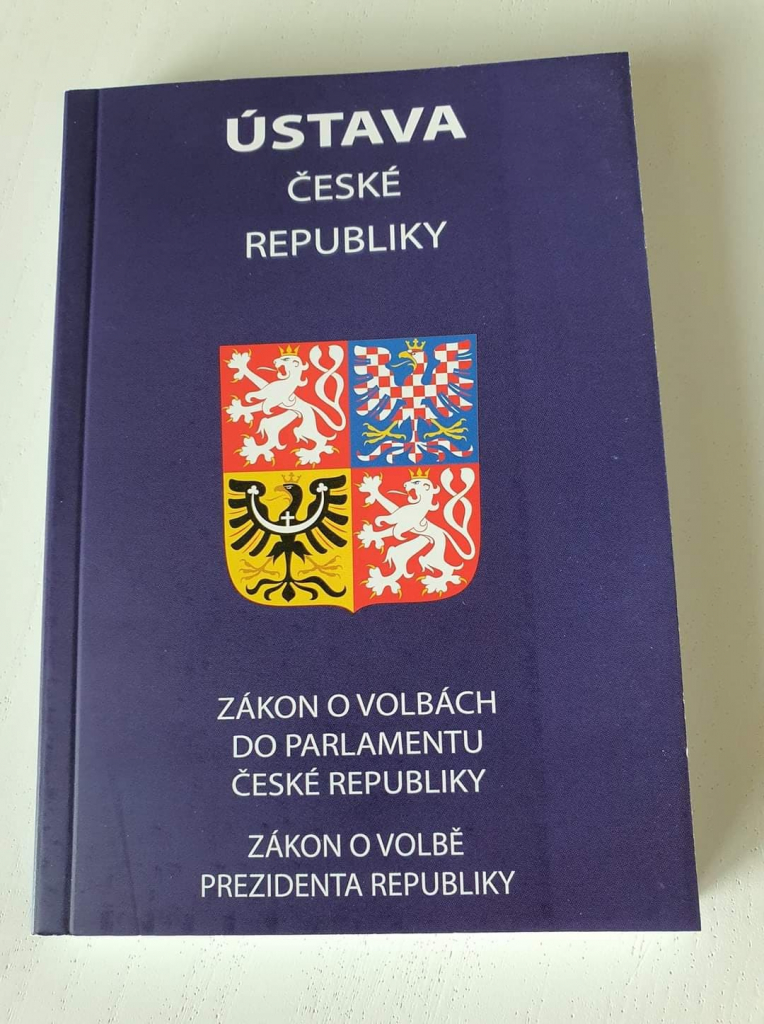 ÚSTAVA
ČESKÉ
REPUBLIKY
ZÁKON O VOLBÁCH
DO PARLAMENTU
ČESKÉ REPUBLIKY
ZÁKON O VOLBĚ
PREZIDENTA REPUBLIKY